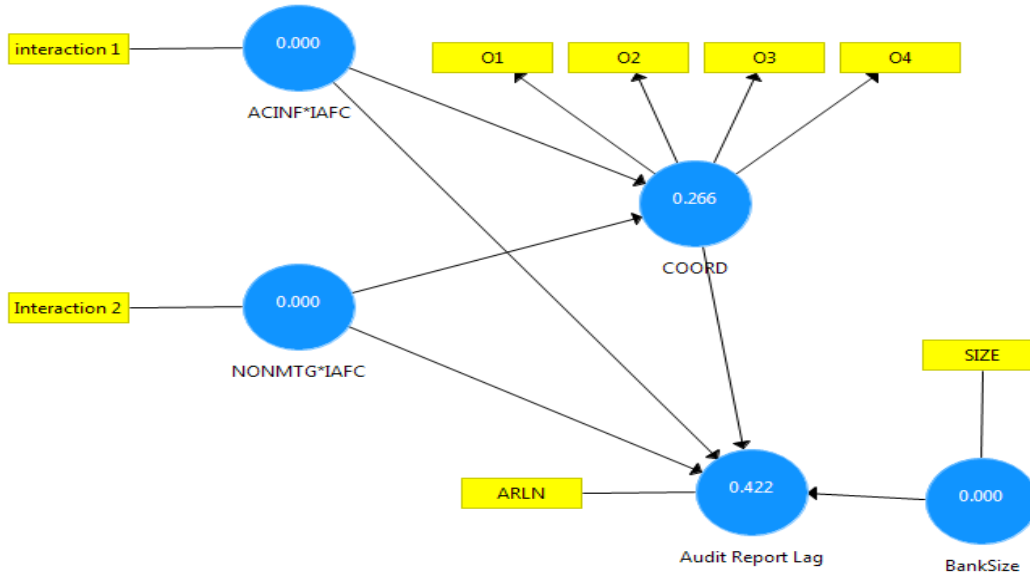 interaction 1
0.000
ACINF*IAFC
O1
O2
O3
O4
0.266
COORD
Interaction 2
0.000
NONMTG*IAFC
SIZE
ARLN
0.422
Audit Report Lag
0.000
BankSize